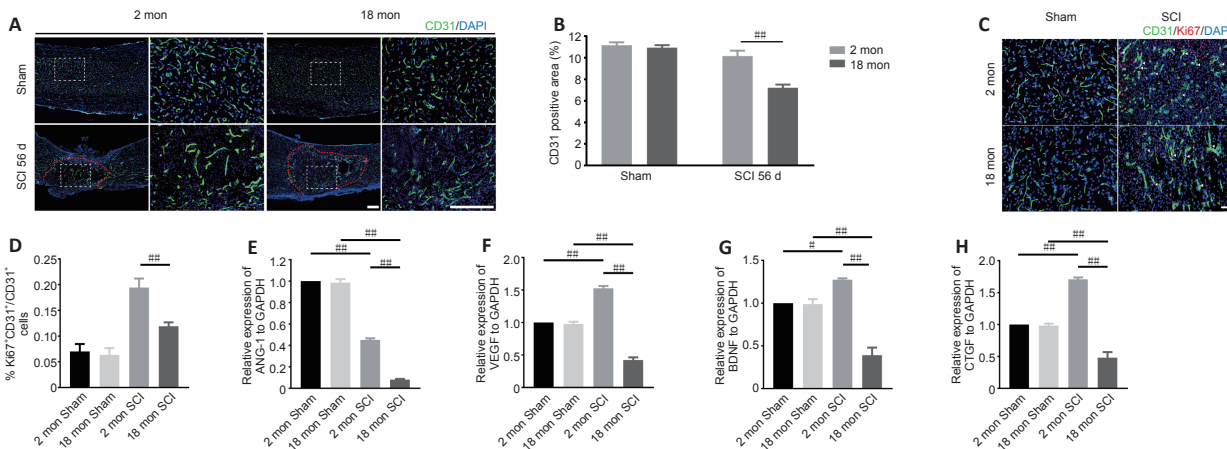 A
2 mon
18 mon
CD31/DAPI
Sham
SCI 56 d
B
CD31 positive area (%)
12
10
8
6
4
2
0
##
2 mon
18 mon
Sham
SCI 56 d
C
Sham
SCI
CD31/Ki67/DAPI
2 mon
18 mon
D
% Ki67⁺CD31⁺/CD31⁺
cells
0.25
0.20
0.15
0.10
0.05
0.00
##
2 mon Sham
18 mon Sham
2 mon SCI
18 mon SCI
E
Relative expression of
ANG-1 to GAPDH
1.2
1.0
0.8
0.6
0.4
0.2
0
##
##
##
2 mon Sham
18 mon Sham
2 mon SCI
18 mon SCI
F
Relative expression of
VEGF to GAPDH
2.0
1.5
1.0
0.5
0
##
##
##
2 mon Sham
18 mon Sham
2 mon SCI
18 mon SCI
G
Relative expression of
BDNF to GAPDH
1.5
1.0
0.5
0
##
#
##
2 mon Sham
18 mon Sham
2 mon SCI
18 mon SCI
H
Relative expression of
CTGF to GAPDH
2.0
1.5
1.0
0.5
0
##
##
##
2 mon Sham
18 mon Sham
2 mon SCI
18 mon SCI